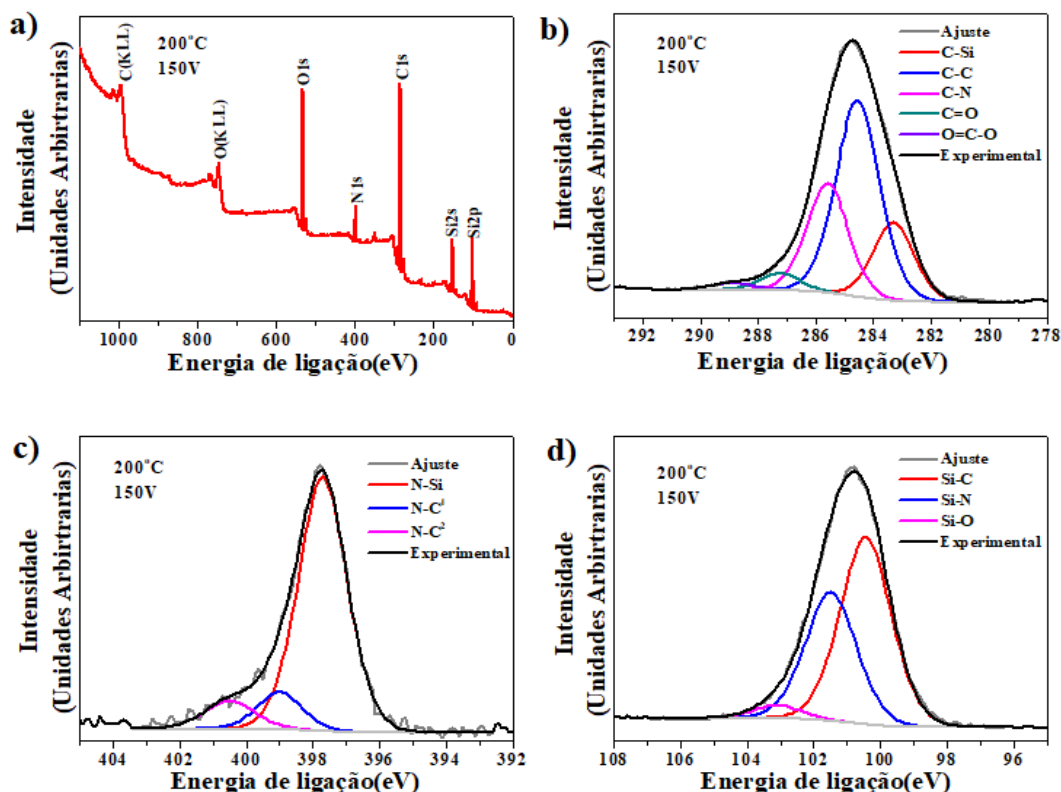 a)
Intensidade
(Unidades Arbitrarias)
200°C
150V
C(KLL)
O(KLL)
O1s
N1s
C1s
Si2s
Si2p
1000 800 600 400 200 0
Energia de ligação(eV)
b)
Intensidade
(Unidades Arbirtrarias)
200°C
150V
Ajuste
C-Si
C-C
C-N
C=O
O=C-O
Experimental
292 290 288 286 284 282 280 278
Energia de ligação(eV)
c)
Intensidade
(Unidades Arbirtrarias)
200°C
150V
Ajuste
N-Si
N-C¹
N-C²
Experimental
404 402 400 398 396 394 392
Energia de ligação(eV)
d)
Intensidade
(Unidades Arbirtrarias)
200°C
150V
Ajuste
Si-C
Si-N
Si-O
Experimental
108 106 104 102 100 98 96
Energia de ligação(eV)